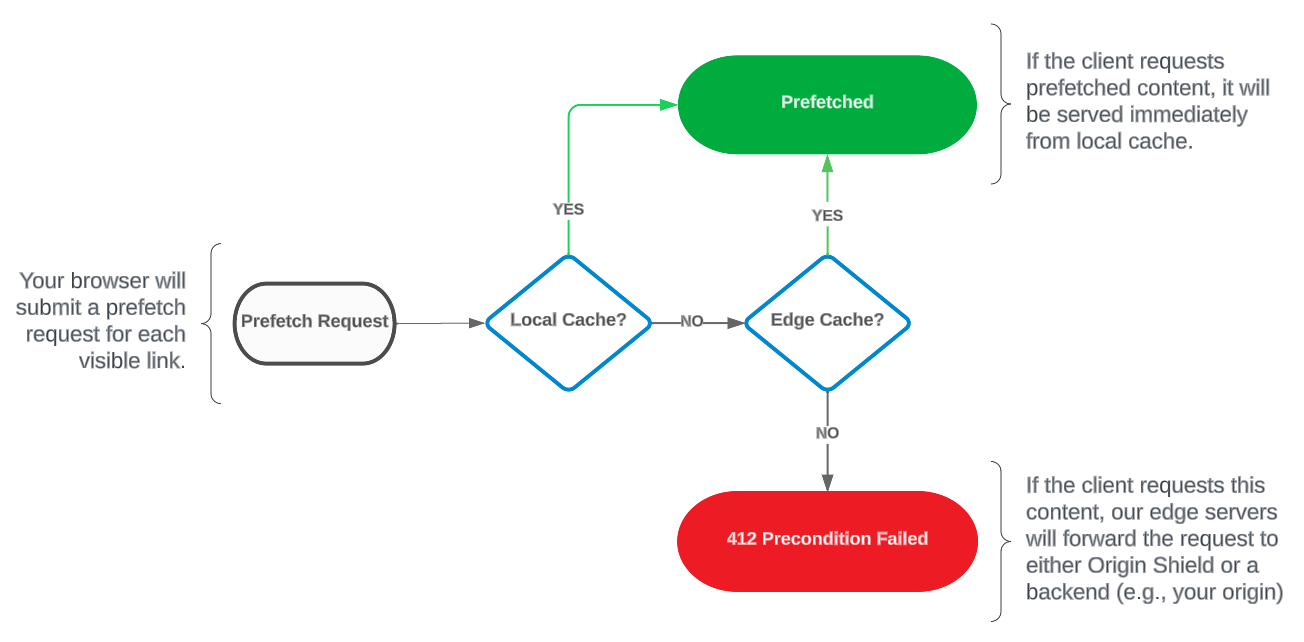 Your browser will
submit a prefetch
request for each
visible link.
Prefetch Request
Local Cache?
YES
NO
Edge Cache?
YES
NO
Prefetched
If the client requests
prefetched content, it will
be served immediately
from local cache.
412 Precondition Failed
If the client requests this
content, our edge servers
will forward the request to
either Origin Shield or a
backend (e.g., your origin)